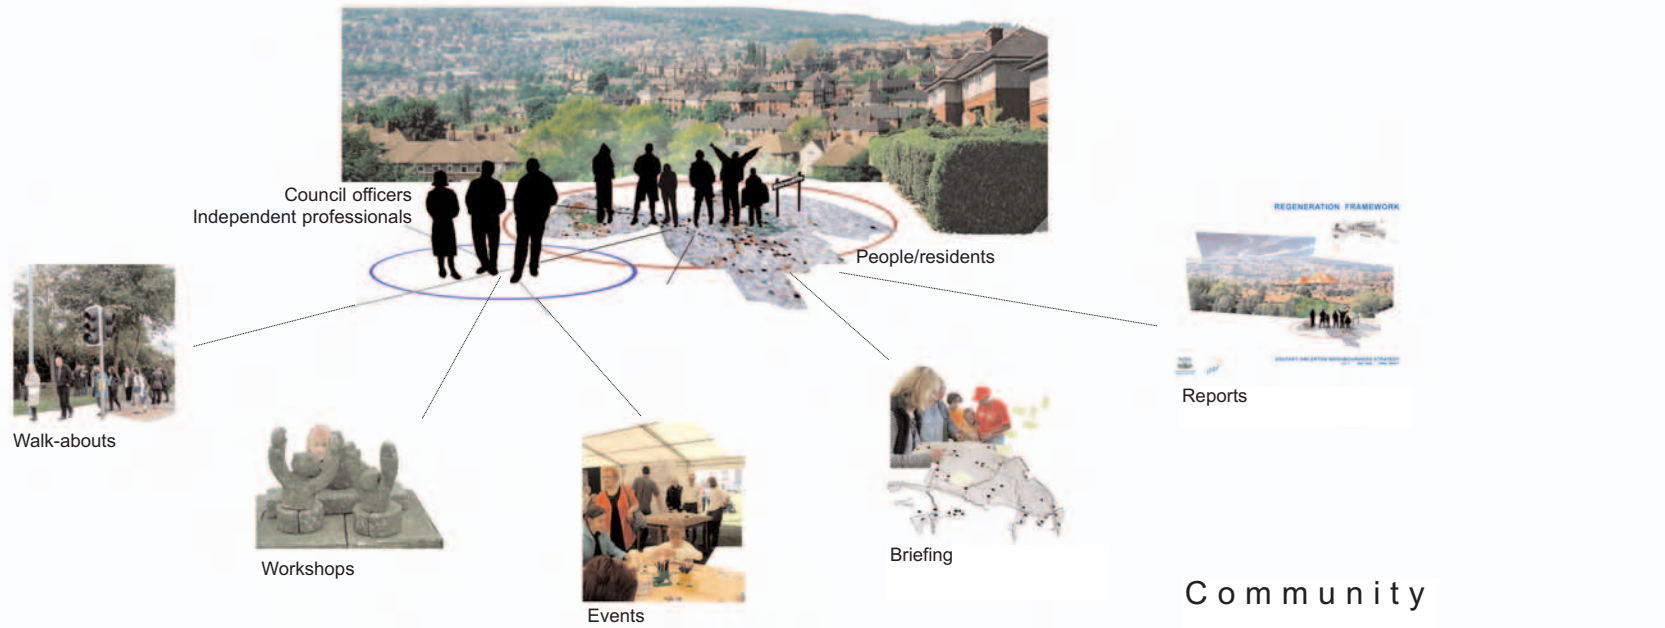 Council officers
Independent professionals
People/residents
REGENERATION FRAMEWORK
Reports
Walk-abouts
Workshops
Events
Briefing
Community